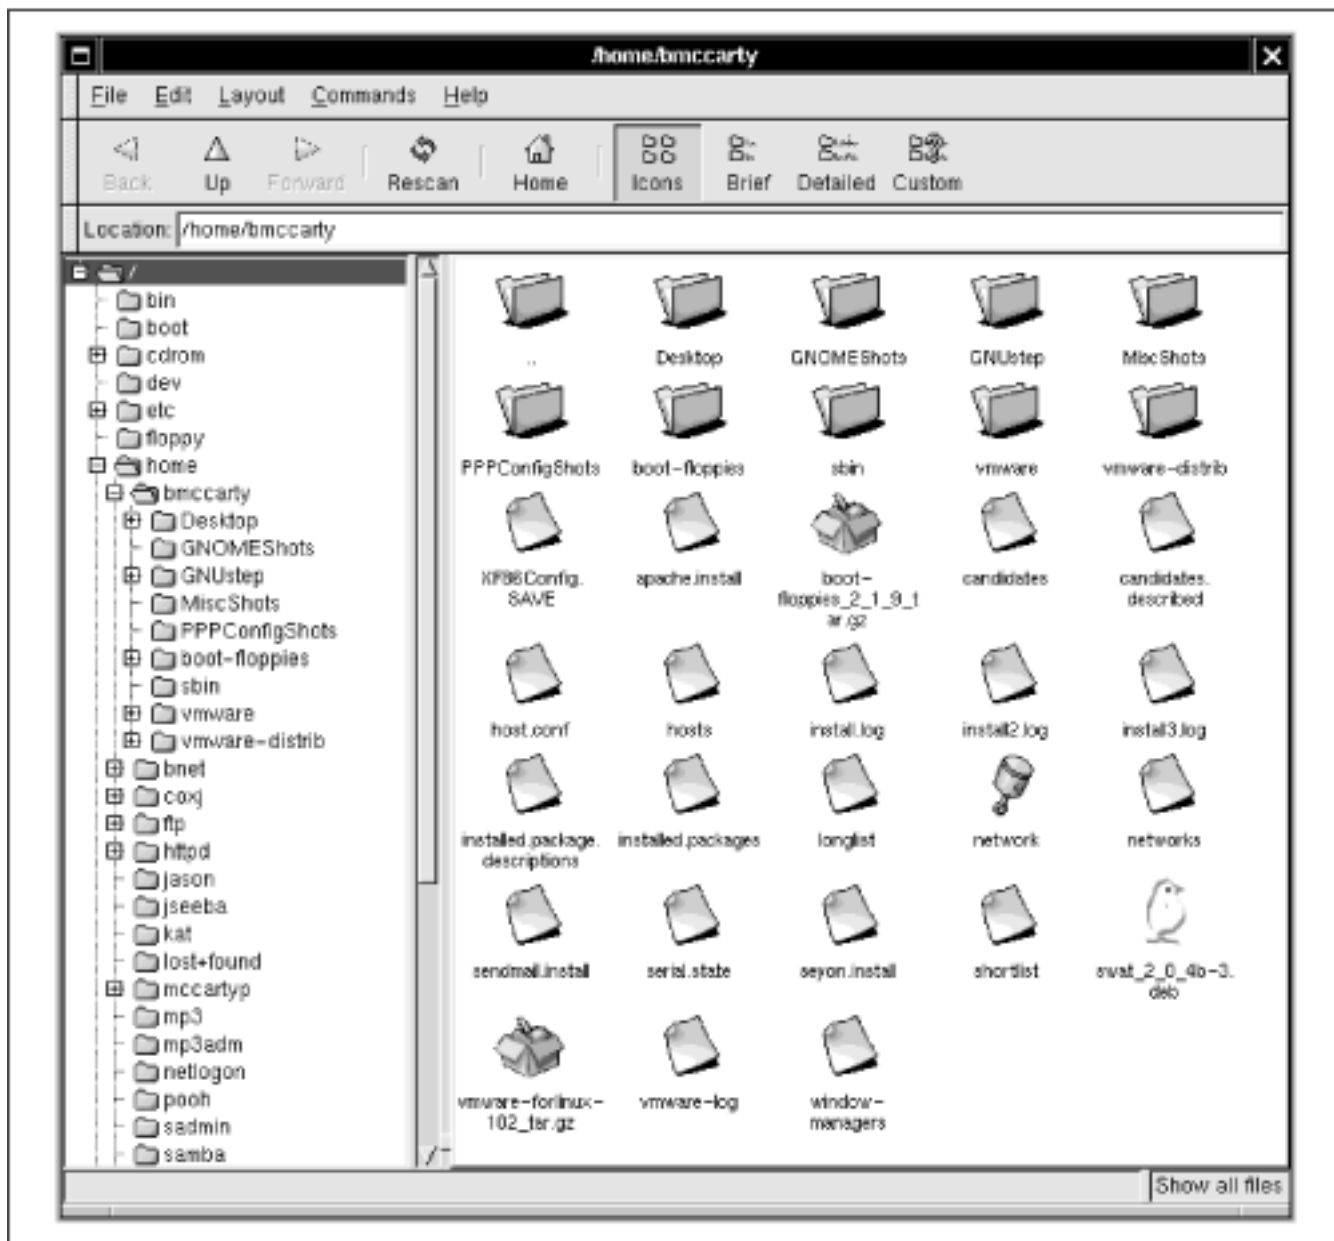 /home/bmccarty
File Edit Layout Commands Help
Back Up Forward Rescan Home Icons Brief Detailed Custom
Location: /home/bmccarty
/
bin
boot
cdrom
dev
etc
floppy
home
bmccarty
Desktop
GNOMEShots
GNUstep
MiscShots
PPPConfigShots
boot-floppies
sbin
vmware
vmware-distrib
bnet
coxj
ftp
httpd
jason
jseeba
kat
lost+found
mccartyp
mp3
mp3adm
netlogon
pooh
sadmin
samba
.. Desktop GNOMEShots GNUstep MiscShots
PPPConfigShots boot-floppies sbin vmware vmware-distrib
XF86Config. apache.install boot- candidates candidates.
SAVE floppies_2_1_9_t described
ar.gz
host.conf hosts install.log install2.log install3.log
installed.package. installed.packages longlist network networks
descriptions
sendmail.install serial.state seyon.install shortlist swat_2_0_4b-3.
deb
vmware-forlinux- vmware-log window-
102_tar.gz managers
Show all files